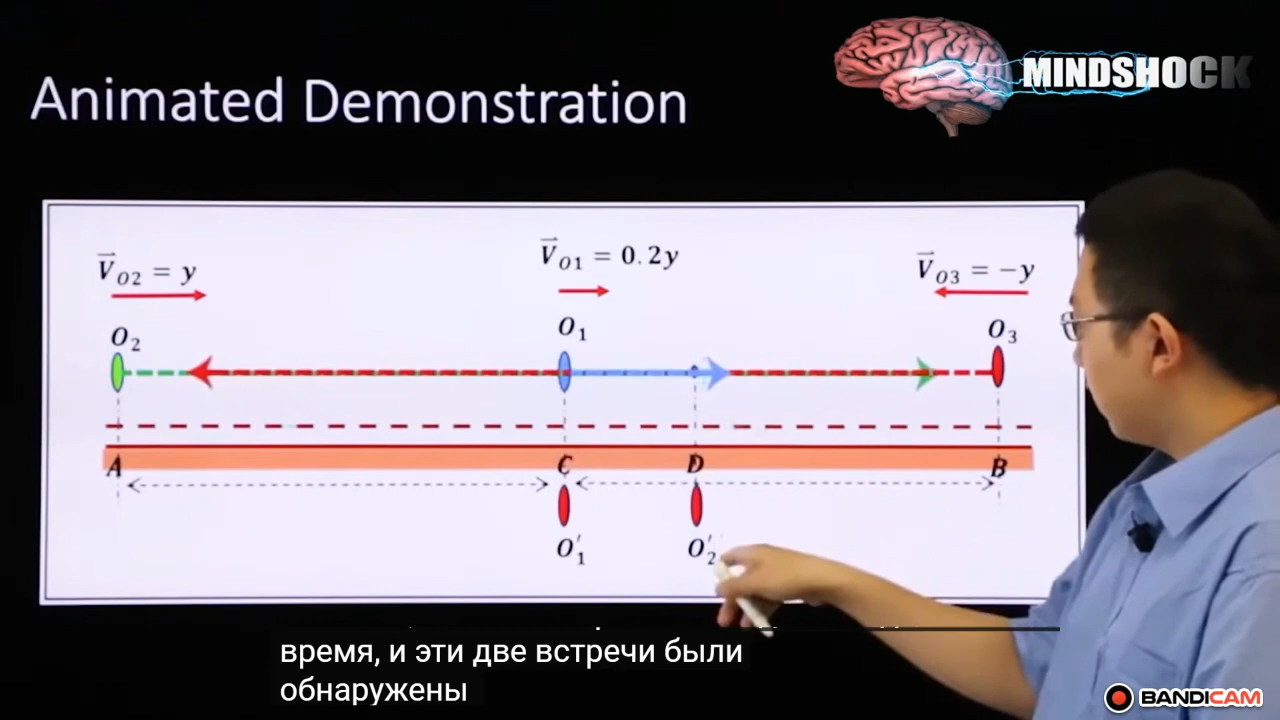 MINDSHOCK
Animated Demonstration
V⃗O2 = y
V⃗O1 = 0.2y
V⃗O3 = −y
O2
O1
O3
A
C
D
B
O′1
O′2
время, и эти две встречи были
обнаружены
BANDICAM